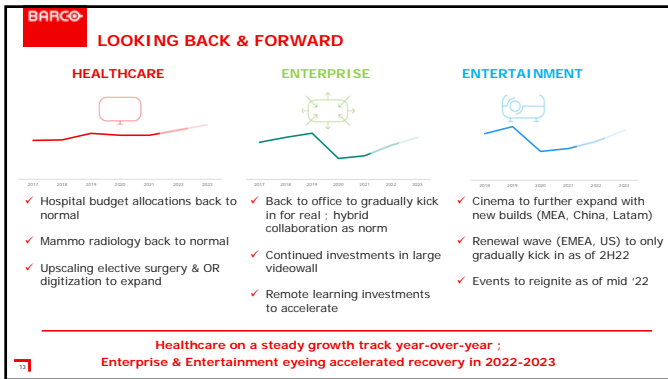 BARCO
LOOKING BACK & FORWARD
HEALTHCARE
2017 2018 2019 2020 2021 2022 2023
✓ Hospital budget allocations back to
normal
✓ Mammo radiology back to normal
✓ Upscaling elective surgery & OR
digitization to expand
ENTERPRISE
2017 2018 2019 2020 2021 2022 2023
✓ Back to office to gradually kick
in for real ; hybrid
collaboration as norm
✓ Continued investments in large
videowall
✓ Remote learning investments
to accelerate
ENTERTAINMENT
2018 2019 2020 2021 2022 2023
✓ Cinema to further expand with
new builds (MEA, China, Latam)
✓ Renewal wave (EMEA, US) to only
gradually kick in as of 2H22
✓ Events to reignite as of mid '22
Healthcare on a steady growth track year-over-year ;
Enterprise & Entertainment eyeing accelerated recovery in 2022-2023
13